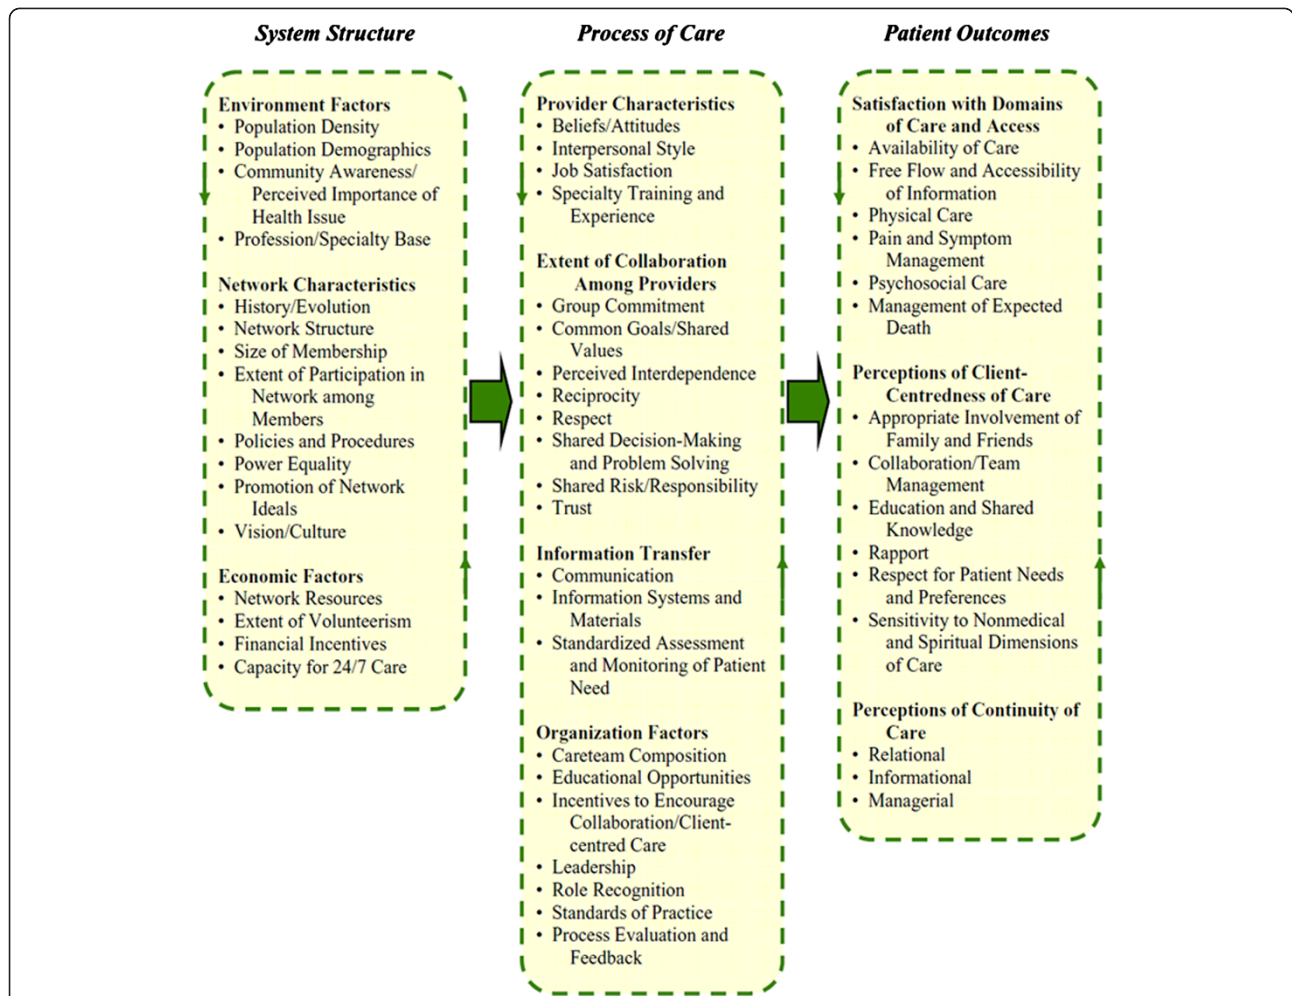 System Structure
Process of Care
Patient Outcomes
Environment Factors
• Population Density
• Population Demographics
• Community Awareness/
Perceived Importance of
Health Issue
• Profession/Specialty Base
Network Characteristics
• History/Evolution
• Network Structure
• Size of Membership
• Extent of Participation in
Network among
Members
• Policies and Procedures
• Power Equality
• Promotion of Network
Ideals
• Vision/Culture
Economic Factors
• Network Resources
• Extent of Volunteerism
• Financial Incentives
• Capacity for 24/7 Care
Provider Characteristics
• Beliefs/Attitudes
• Interpersonal Style
• Job Satisfaction
• Specialty Training and
Experience
Extent of Collaboration
Among Providers
• Group Commitment
• Common Goals/Shared
Values
• Perceived Interdependence
• Reciprocity
• Respect
• Shared Decision-Making
and Problem Solving
• Shared Risk/Responsibility
• Trust
Information Transfer
• Communication
• Information Systems and
Materials
• Standardized Assessment
and Monitoring of Patient
Need
Organization Factors
• Careteam Composition
• Educational Opportunities
• Incentives to Encourage
Collaboration/Client-
centred Care
• Leadership
• Role Recognition
• Standards of Practice
• Process Evaluation and
Feedback
Satisfaction with Domains
of Care and Access
• Availability of Care
• Free Flow and Accessibility
of Information
• Physical Care
• Pain and Symptom
Management
• Psychosocial Care
• Management of Expected
Death
Perceptions of Client-
Centredness of Care
• Appropriate Involvement of
Family and Friends
• Collaboration/Team
Management
• Education and Shared
Knowledge
• Rapport
• Respect for Patient Needs
and Preferences
• Sensitivity to Nonmedical
and Spiritual Dimensions
of Care
Perceptions of Continuity of
Care
• Relational
• Informational
• Managerial